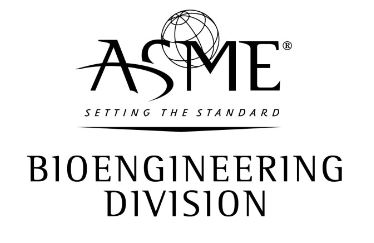 ASME®
SETTING THE STANDARD
BIOENGINEERING
DIVISION